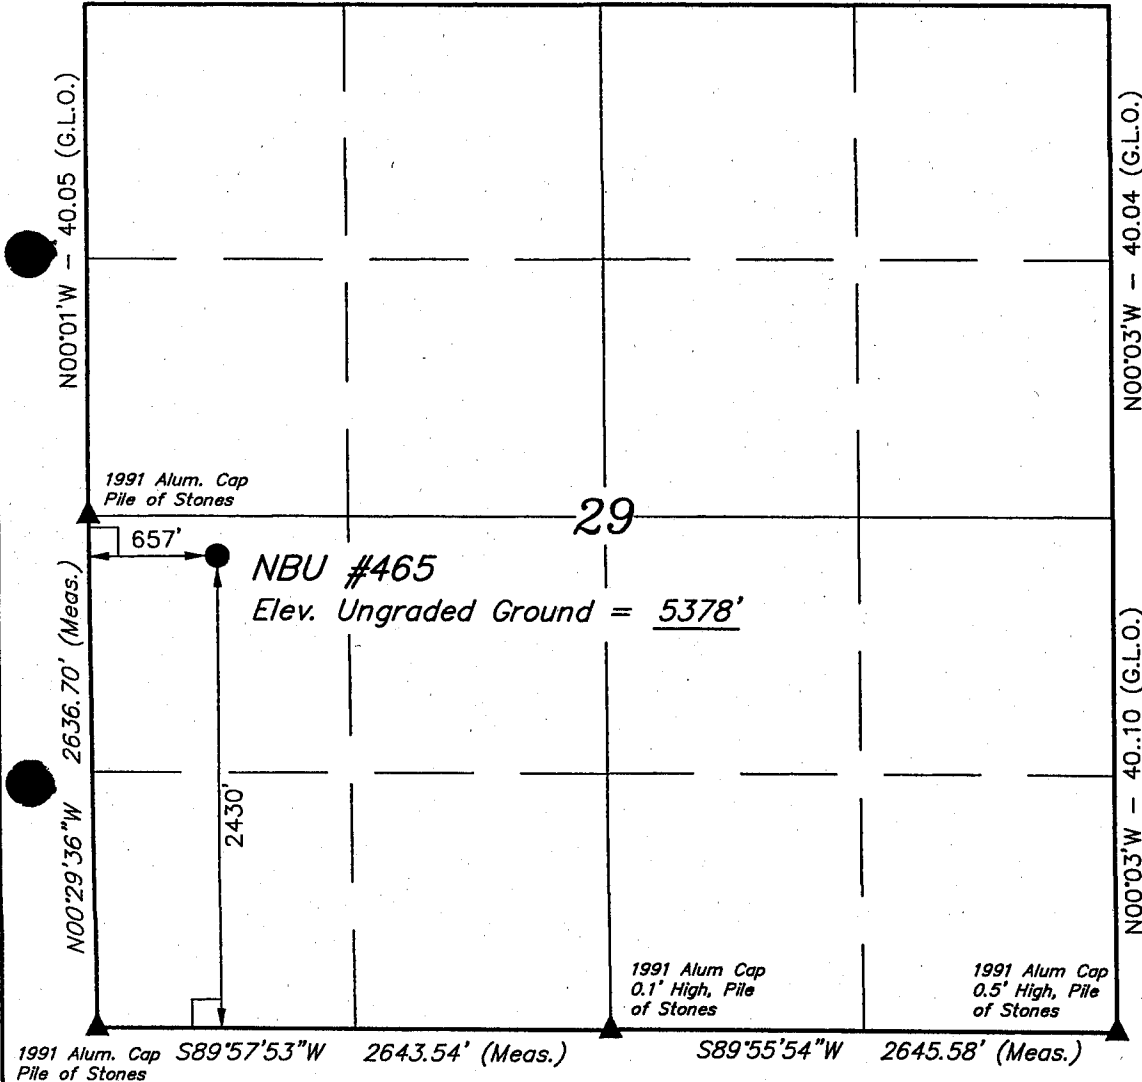 N00°01'W - 40.05 (G.L.O.)
N00°03'W - 40.04 (G.L.O.)
1991 Alum. Cap
Pile of Stones
29
657'
NBU #465
Elev. Ungraded Ground = 5378'
N00°29'36"W 2636.70' (Meas.)
2430'
N00°03'W - 40..10 (G.L.O.)
1991 Alum Cap
0.1' High, Pile
of Stones
1991 Alum Cap
0.5' High, Pile
of Stones
1991 Alum. Cap
Pile of Stones
S89°57'53"W 2643.54' (Meas.)
S89°55'54"W 2645.58' (Meas.)